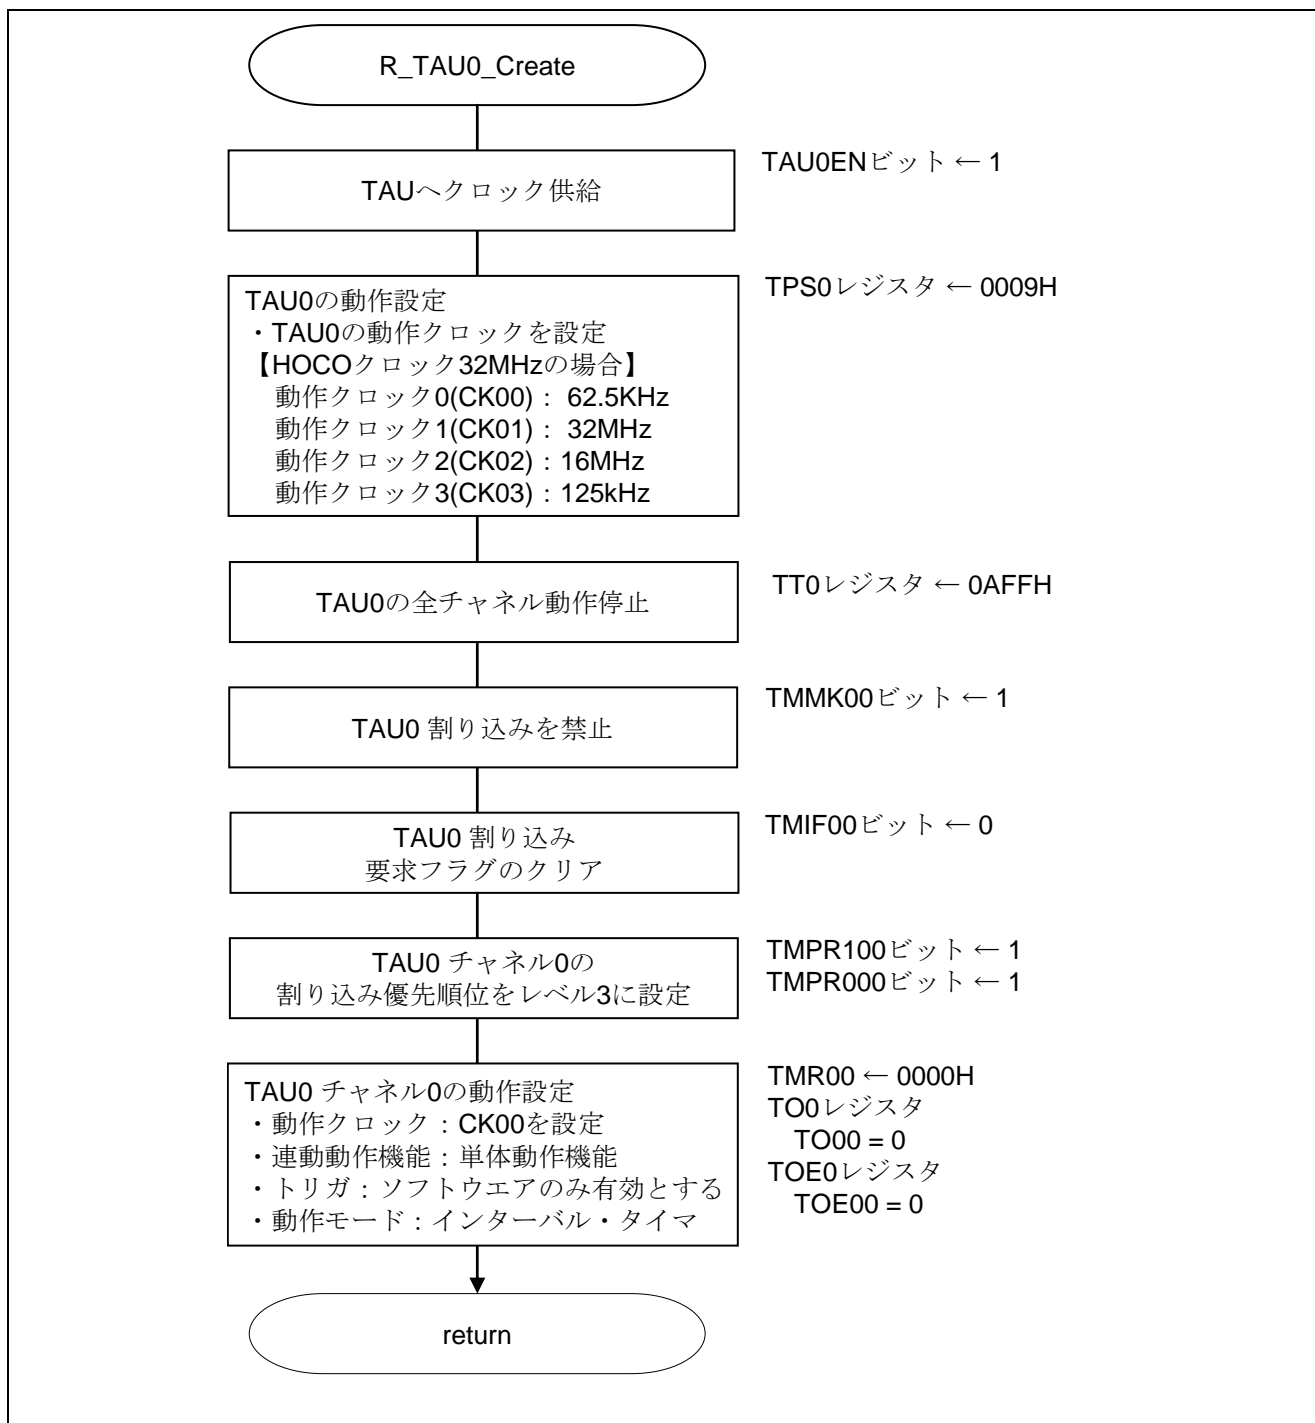 R_TAU0_Create
TAUへクロック供給
TAU0ENビット ← 1
TAU0の動作設定
・TAU0の動作クロックを設定
【HOCOクロック32MHzの場合】
動作クロック0(CK00)： 62.5KHz
動作クロック1(CK01)： 32MHz
動作クロック2(CK02)：16MHz
動作クロック3(CK03)：125kHz
TPS0レジスタ ← 0009H
TAU0の全チャネル動作停止
TT0レジスタ ← 0AFFH
TAU0 割り込みを禁止
TMMK00ビット ← 1
TAU0 割り込み
要求フラグのクリア
TMIF00ビット ← 0
TAU0 チャネル0の
割り込み優先順位をレベル3に設定
TMPR100ビット ← 1
TMPR000ビット ← 1
TAU0 チャネル0の動作設定
・動作クロック：CK00を設定
・連動動作機能：単体動作機能
・トリガ：ソフトウエアのみ有効とする
・動作モード：インターバル・タイマ
TMR00 ← 0000H
TO0レジスタ
TO00 = 0
TOE0レジスタ
TOE00 = 0
return